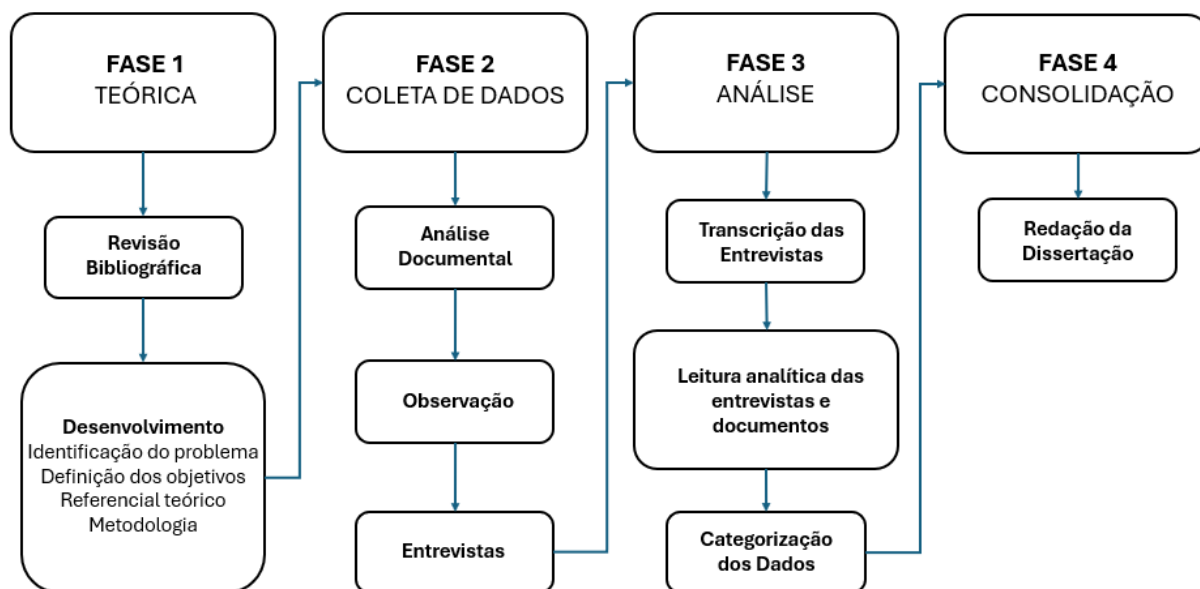 FASE 1
TEÓRICA
Revisão
Bibliográfica
Desenvolvimento
Identificação do problema
Definição dos objetivos
Referencial teórico
Metodologia
FASE 2
COLETA DE DADOS
Análise
Documental
Observação
Entrevistas
FASE 3
ANÁLISE
Transcrição das
Entrevistas
Leitura analítica das
entrevistas e
documentos
Categorização
dos Dados
FASE 4
CONSOLIDAÇÃO
Redação da
Dissertação